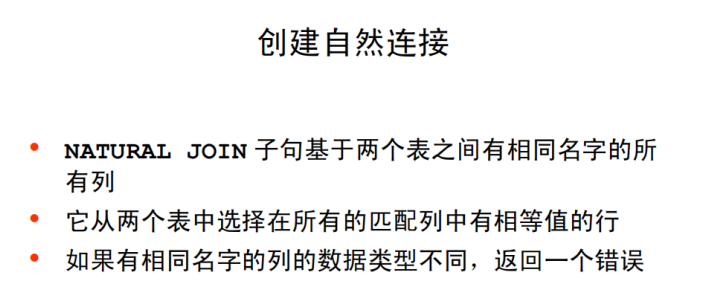 创建自然连接
• NATURAL JOIN 子句基于两个表之间有相同名字的所
有列
• 它从两个表中选择在所有的匹配列中有相等值的行
• 如果有相同名字的列的数据类型不同，返回一个错误